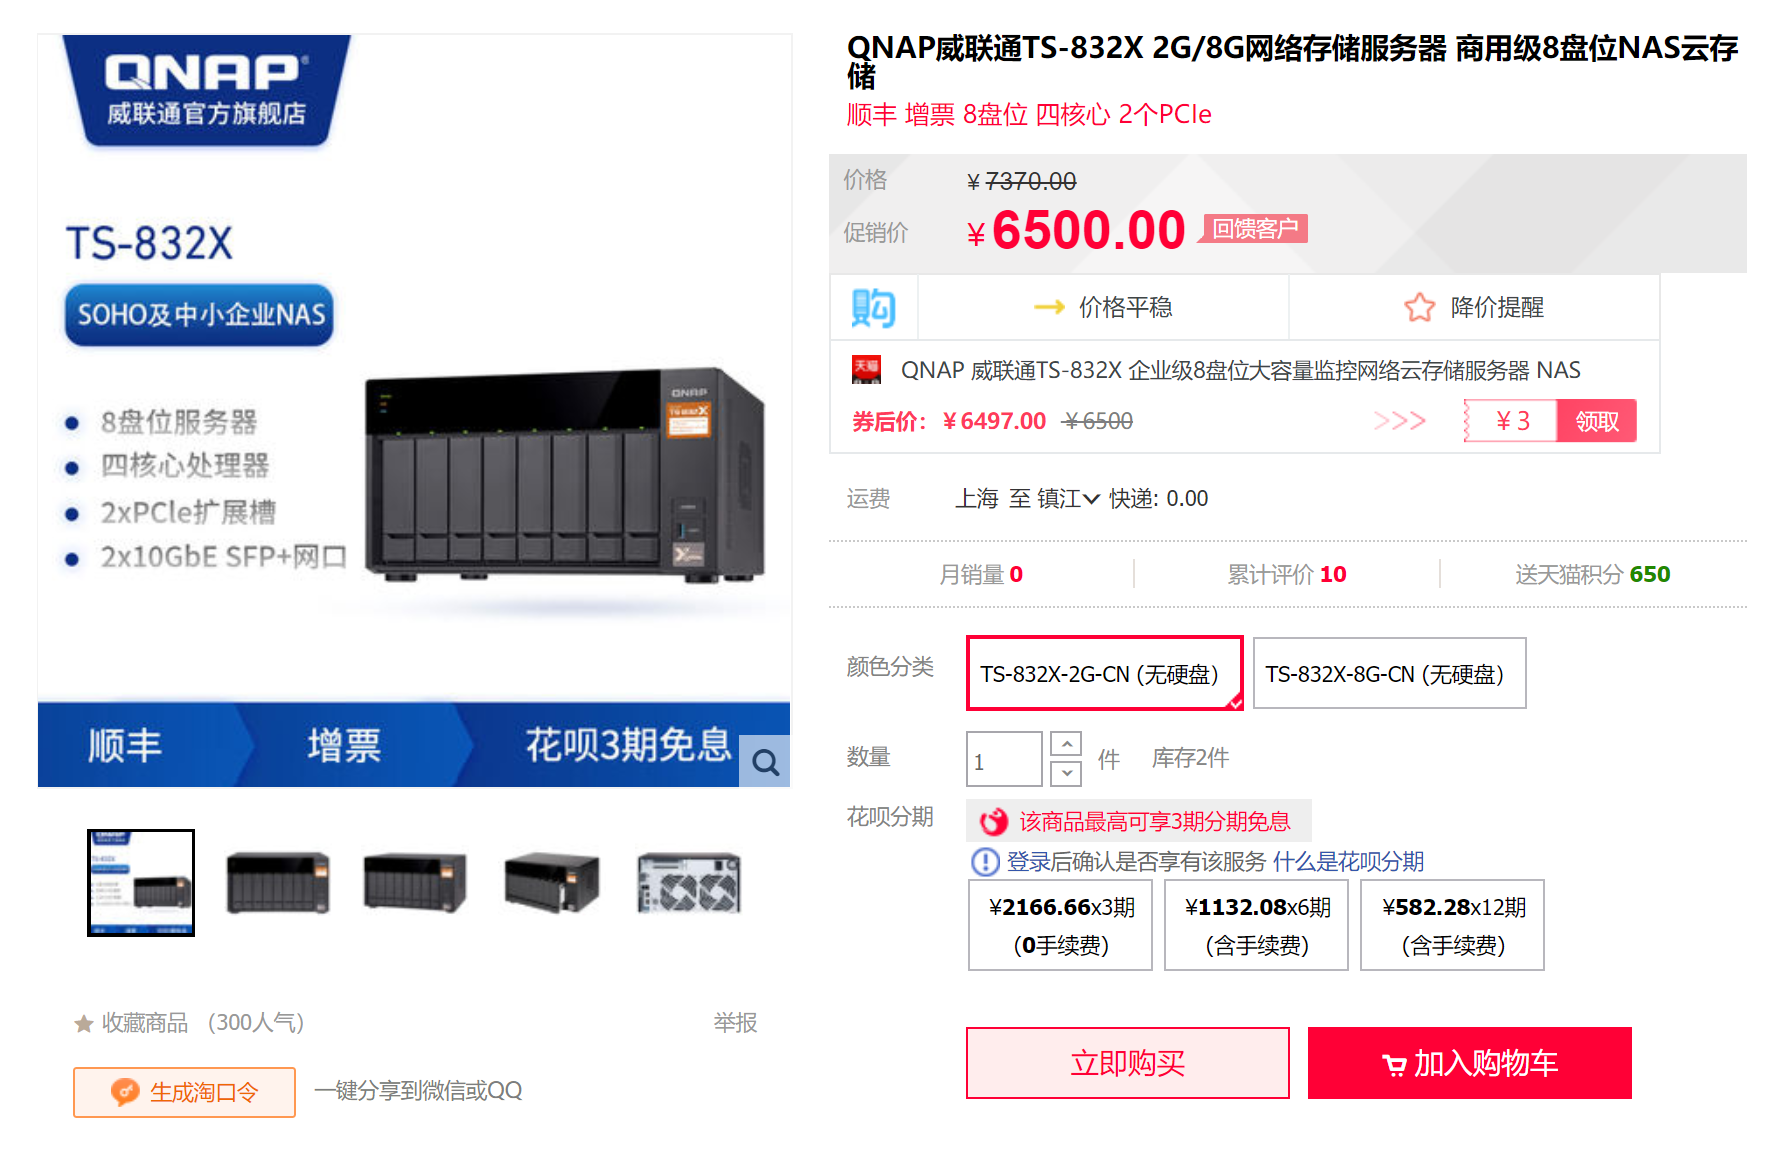 QNAP
威联通官方旗舰店
TS-832X
SOHO及中小企业NAS
8盘位服务器
四核心处理器
2xPCIe扩展槽
2x10GbE SFP+网口
QNAP
顺丰
增票
花呗3期免息
收藏商品 (300人气)
举报
生成淘口令
一键分享到微信或QQ
QNAP威联通TS-832X 2G/8G网络存储服务器 商用级8盘位NAS云存
储
顺丰 增票 8盘位 四核心 2个PCIe
价格
¥ 7370.00
促销价
¥ 6500.00
回馈客户
购
价格平稳
降价提醒
天猫
QNAP 威联通TS-832X 企业级8盘位大容量监控网络云存储服务器 NAS
券后价: ¥ 6497.00 ¥6500
>>>
¥ 3
领取
运费
上海 至 镇江 快递: 0.00
月销量 0
累计评价 10
送天猫积分 650
颜色分类
TS-832X-2G-CN (无硬盘)
TS-832X-8G-CN (无硬盘)
数量
1
件
库存2件
花呗分期
该商品最高可享3期分期免息
登录后确认是否享有该服务 什么是花呗分期
¥2166.66x3期
(0手续费)
¥1132.08x6期
(含手续费)
¥582.28x12期
(含手续费)
立即购买
加入购物车